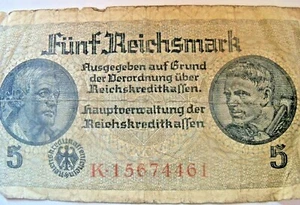 Fünf Reichsmark
Ausgegeben auf Grund
der Verordnung über
Reichskreditkassen
Hauptverwaltung der
Reichskreditkassen
5
5
K·15674461